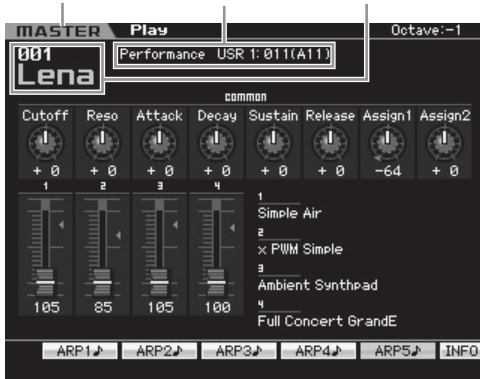 MASTER Play Octave:-1
001
Lena
Performance USR 1:011(A11)
common
Cutoff Reso Attack Decay Sustain Release Assign1 Assign2
+ 0 + 0 + 0 + 0 + 0 + 0 -64 + 0
1 2 3 4
105 85 105 100
1
Simple Air
2
x PWM Simple
3
Ambient Synthpad
4
Full Concert GrandE
ARP1♪ ARP2♪ ARP3♪ ARP4♪ ARP5♪ INFO